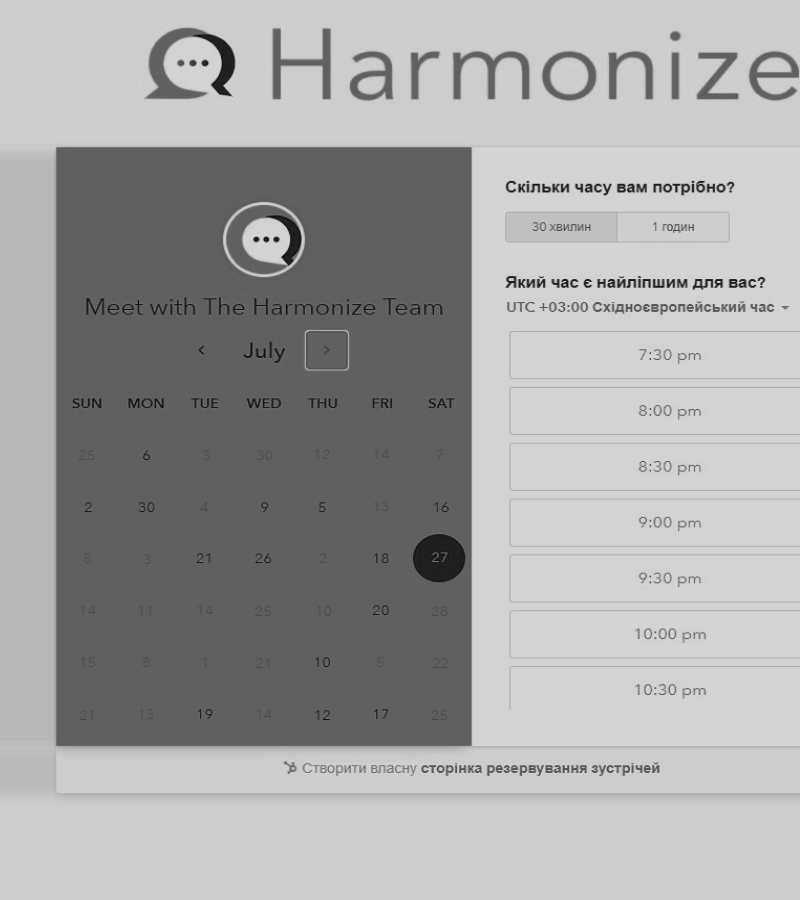 Harmonize
Meet with The Harmonize Team
July
SUN MON TUE WED THU FRI SAT
25 6 3 30 12 14 7
2 30 4 9 5 13 16
8 3 21 26 2 18 27
14 11 14 25 10 20 28
15 8 1 21 10 5 22
21 13 19 14 12 17 25
Скільки часу вам потрібно?
30 хвилин 1 годин
Який час є найліпшим для вас?
UTC +03:00 Східноєвропейський час
7:30 pm
8:00 pm
8:30 pm
9:00 pm
9:30 pm
10:00 pm
10:30 pm
Створити власну сторінка резервування зустрічей